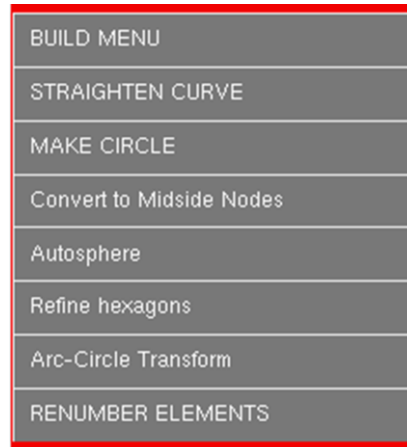 BUILD MENU
STRAIGHTEN CURVE
MAKE CIRCLE
Convert to Midside Nodes
Autosphere
Refine hexagons
Arc-Circle Transform
RENUMBER ELEMENTS